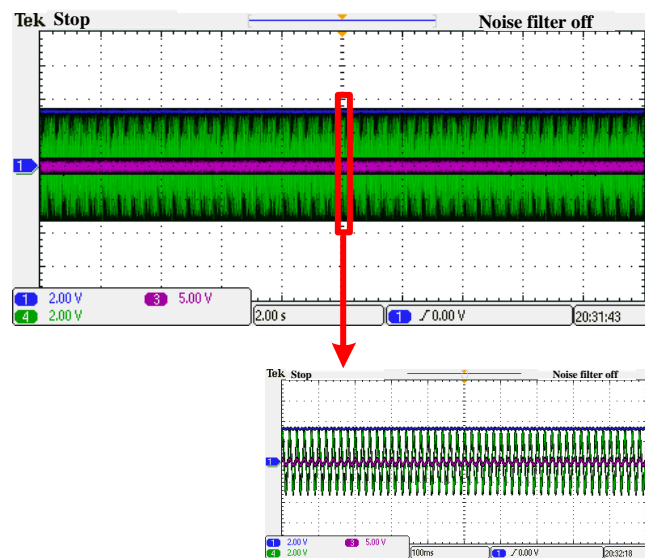 Tek Stop Noise filter off
1
1 2.00 V 3 5.00 V
4 2.00 V 2.00 s 1 0.00 V 20:31:43
Tek Stop Noise filter off
1
1 2.00 V 3 5.00 V
4 2.00 V 100ms 1 0.00 V 20:32:18